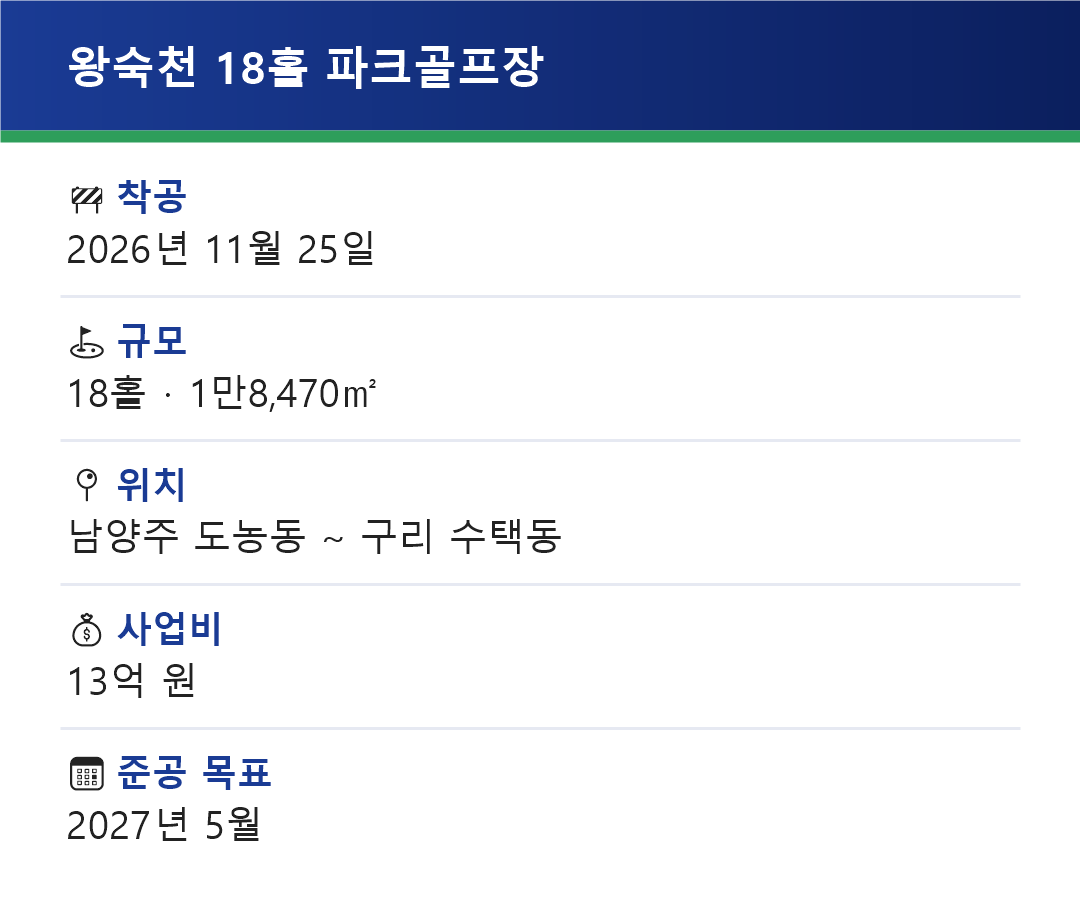 왕숙천 18홀 파크골프장
착공
2026년 11월 25일
규모
18홀 · 1만8,470㎡
위치
남양주 도농동 ~ 구리 수택동
사업비
13억 원
준공 목표
2027년 5월